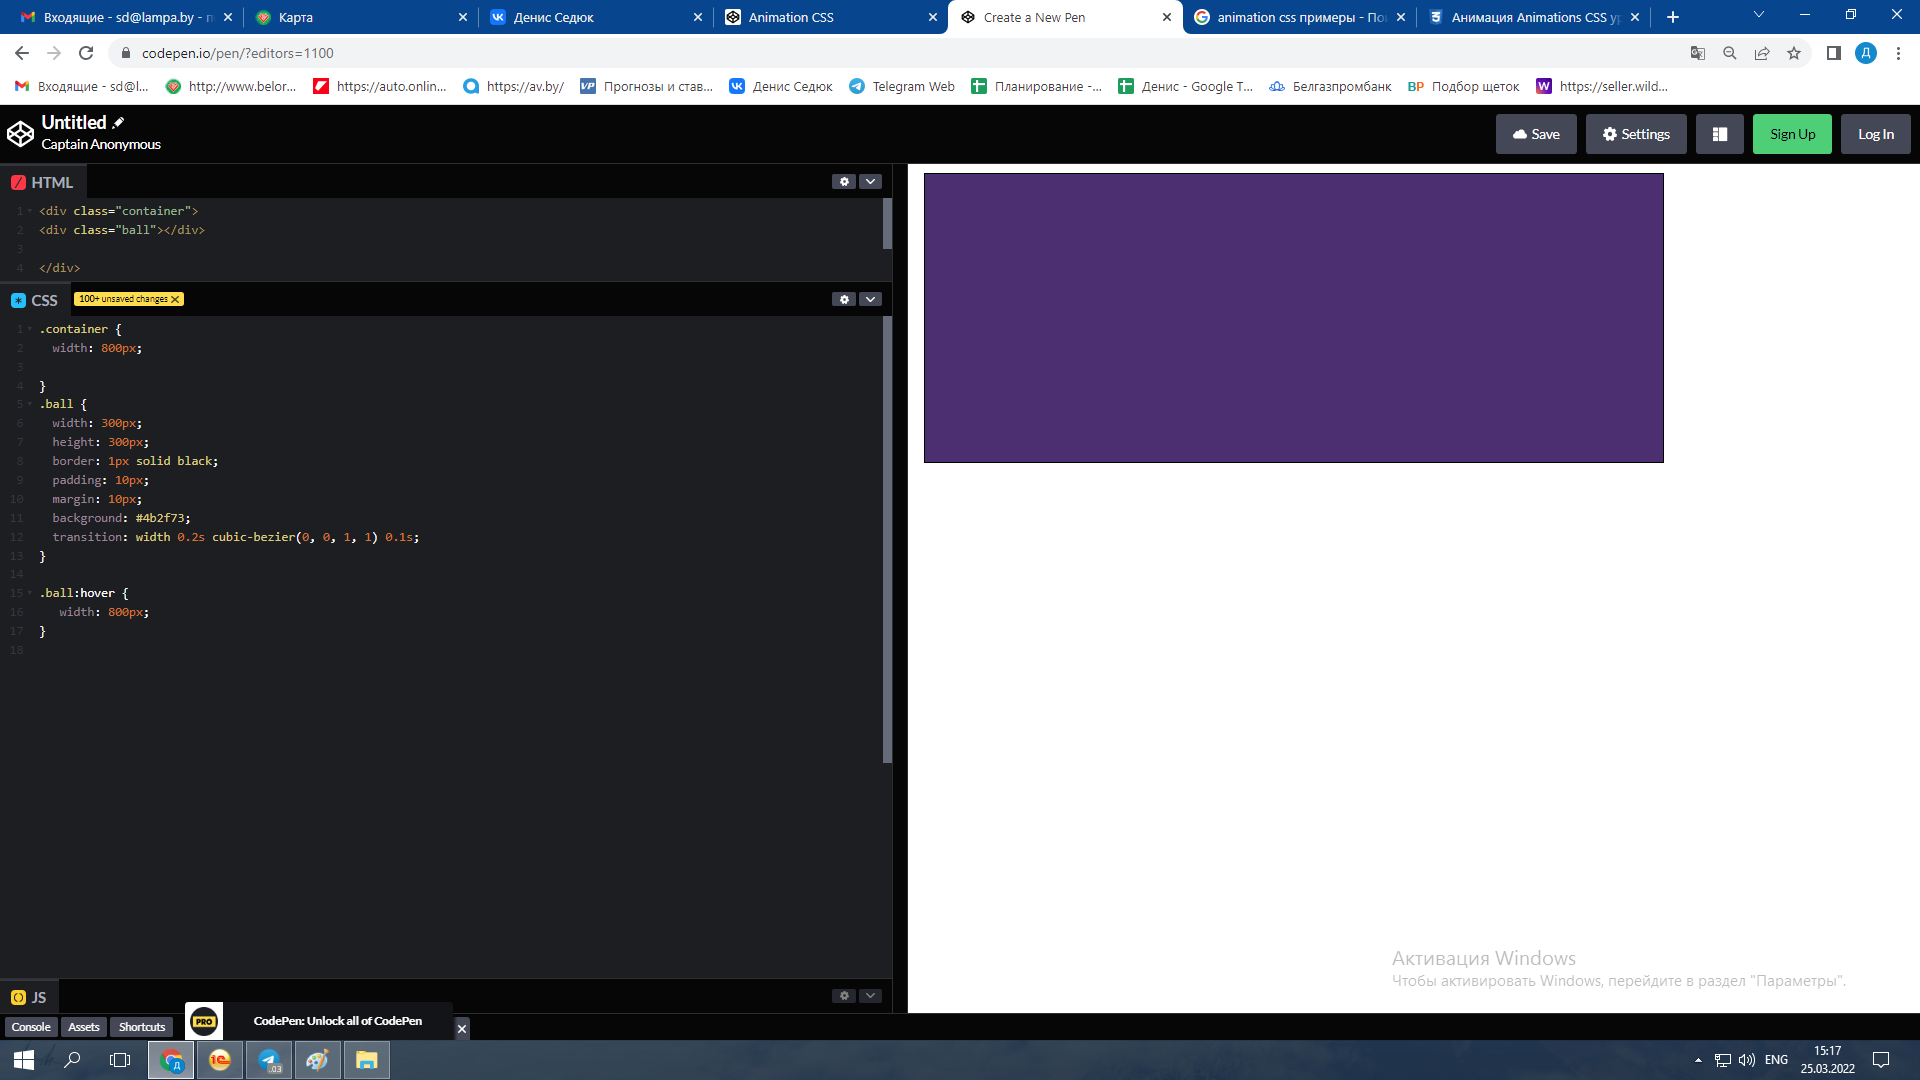 Входящие - sd@lampa.by - п
Карта
Денис Седюк
Animation CSS
Create a New Pen
animation css примеры - По
Анимация Animations CSS ур
codepen.io/pen/?editors=1100
Д
Входящие - sd@l...
http://www.belor...
https://auto.onlin...
https://av.by/
VP Прогнозы и став...
Денис Седюк
Telegram Web
Планирование -...
Денис - Google T...
Белгазпромбанк
BP Подбор щеток
W https://seller.wild...
Untitled
Captain Anonymous
Save
Settings
Sign Up
Log In
HTML
1 <div class="container">
2 <div class="ball"></div>
3
4 </div>
CSS
100+ unsaved changes
1 .container {
2 width: 800px;
3
4 }
5 .ball {
6 width: 300px;
7 height: 300px;
8 border: 1px solid black;
9 padding: 10px;
10 margin: 10px;
11 background: #4b2f73;
12 transition: width 0.2s cubic-bezier(0, 0, 1, 1) 0.1s;
13 }
14
15 .ball:hover {
16 width: 800px;
17 }
18
Активация Windows
Чтобы активировать Windows, перейдите в раздел "Параметры".
JS
Console
Assets
Shortcuts
PRO
CodePen: Unlock all of CodePen
Д
1C
.03
ENG
15:17
25.03.2022